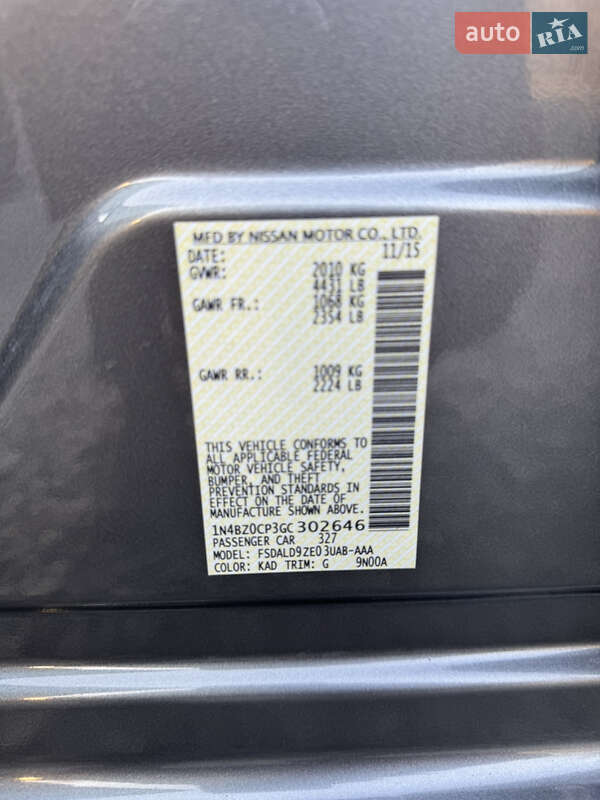 auto RIA
.com
MFD BY NISSAN MOTOR CO., LTD.
DATE: 11/15
GVWR: 2010 KG
4431 LB
GAWR FR.: 1068 KG
2354 LB
GAWR RR.: 1009 KG
2224 LB
THIS VEHICLE CONFORMS TO
ALL APPLICABLE FEDERAL
MOTOR VEHICLE SAFETY,
BUMPER, AND THEFT
PREVENTION STANDARDS IN
EFFECT ON THE DATE OF
MANUFACTURE SHOWN ABOVE.
1N4BZ0CP3GC302646
PASSENGER CAR 327
MODEL: FSDALD9ZE03UAB-AAA
COLOR: KAD TRIM: G 9N00A